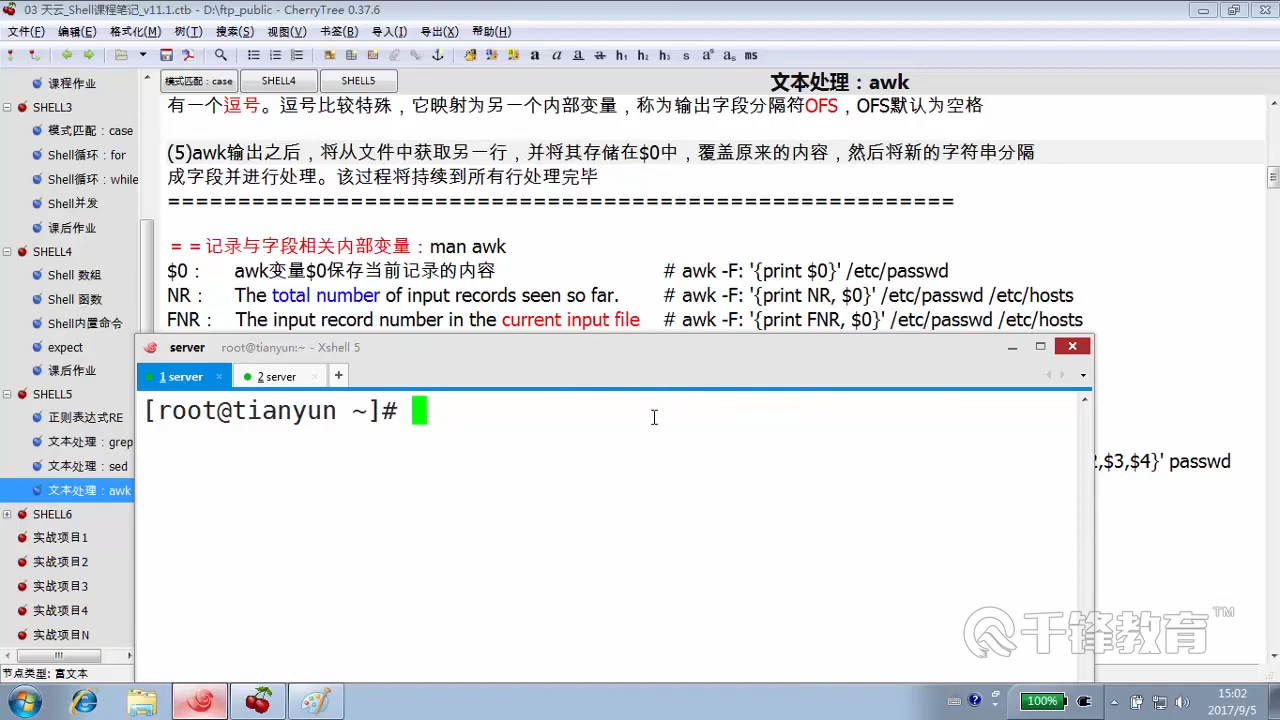 03 天云_Shell课程笔记_v11.1.ctb - D:\ftp_public - CherryTree 0.37.6
文件(F) 编辑(E) 格式化(M) 树(T) 搜索(S) 视图(V) 书签(B) 导入(I) 导出(X) 帮助(H)
a a a a h₁ h₂ h₃ s aˢ aₛ ms
课程作业
SHELL3
模式匹配：case
Shell循环：for
Shell循环：while
Shell并发
课后作业
SHELL4
Shell 数组
Shell 函数
Shell内置命令
expect
课后作业
SHELL5
正则表达式RE
文本处理：grep
文本处理：sed
文本处理：awk
SHELL6
实战项目1
实战项目2
实战项目3
实战项目4
实战项目N
节点类型: 富文本
模式匹配：case SHELL4 SHELL5 文本处理：awk
有一个逗号。逗号比较特殊，它映射为另一个内部变量，称为输出字段分隔符OFS，OFS默认为空格
(5)awk输出之后，将从文件中获取另一行，并将其存储在$0中，覆盖原来的内容，然后将新的字符串分隔
成字段并进行处理。该过程将持续到所有行处理完毕
========================================================
==记录与字段相关内部变量：man awk
$0： awk变量$0保存当前记录的内容 # awk -F: '{print $0}' /etc/passwd
NR： The total number of input records seen so far. # awk -F: '{print NR, $0}' /etc/passwd /etc/hosts
FNR： The input record number in the current input file # awk -F: '{print FNR, $0}' /etc/passwd /etc/hosts
server root@tianyun:~ - Xshell 5
1 server × 2 server × +
[root@tianyun ~]#
,$3,$4}' passwd
千锋教育™
100% 15:02
2017/9/5